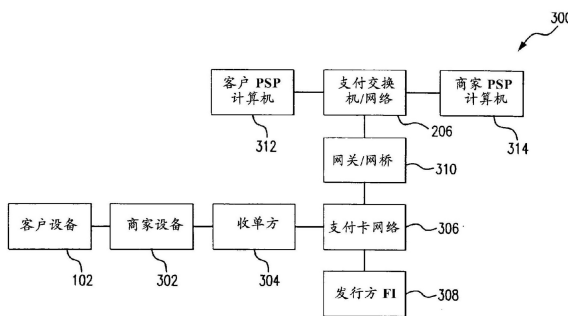 300
客户 PSP
计算机
312
支付交换
机/网络
206
商家 PSP
计算机
314
网关/网桥
310
客户设备
102
商家设备
302
收单方
304
支付卡网络
306
发行方 FI
308